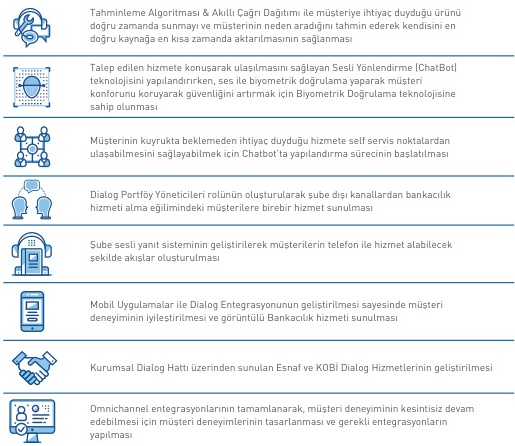 Tahminleme Algoritması & Akıllı Çağrı Dağıtımı ile müşteriye ihtiyaç duyduğu ürünü
doğru zamanda sunmayı ve müşterinin neden aradığını tahmin ederek kendisini en
doğru kaynağa en kısa zamanda aktarılmasının sağlanması
Talep edilen hizmete konuşarak ulaşılmasını sağlayan Sesli Yönlendirme (ChatBot)
teknolojisini yapılandırırken, ses ile biyometrik doğrulama yaparak müşteri
konforunu koruyarak güvenliğini artırmak için Biyometrik Doğrulama teknolojisine
sahip olunması
Müşterinin kuyrukta beklemeden ihtiyaç duyduğu hizmete self servis noktalardan
ulaşabilmesini sağlayabilmek için Chatbot'ta yapılandırma sürecinin başlatılması
Dialog Portföy Yöneticileri rolünün oluşturularak şube dışı kanallardan bankacılık
hizmeti alma eğilimindeki müşterilere birebir hizmet sunulması
Şube sesli yanıt sisteminin geliştirilerek müşterilerin telefon ile hizmet alabilecek
şekilde akışlar oluşturulması
Mobil Uygulamalar ile Dialog Entegrasyonunun geliştirilmesi sayesinde müşteri
deneyiminin iyileştirilmesi ve görüntülü Bankacılık hizmeti sunulması
Kurumsal Dialog Hattı üzerinden sunulan Esnaf ve KOBİ Dialog Hizmetlerinin geliştirilmesi
Omnichannel entegrasyonlarının tamamlanarak, müşteri deneyiminin kesintisiz devam
edebilmesi için müşteri deneyimlerinin tasarlanması ve gerekli entegrasyonların
yapılması